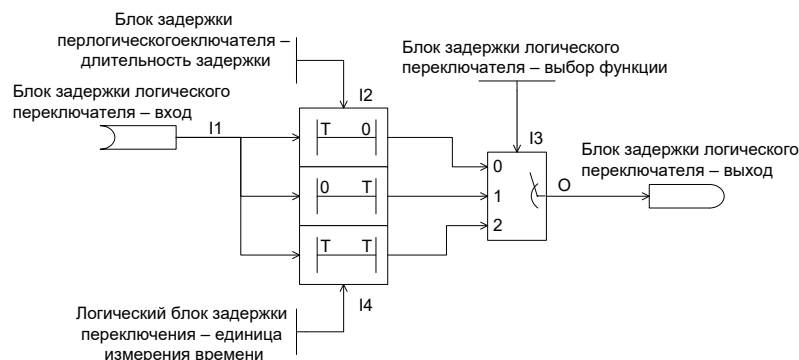 Блок задержки
перлогическогоеключателя –
длительность задержки
Блок задержки логического
переключателя – выбор функции
Блок задержки логического
переключателя – вход
I1
I2
T 0
0 T
T T
I3
0
1
2
O
Блок задержки логического
переключателя – выход
I4
Логический блок задержки
переключения – единица
измерения времени